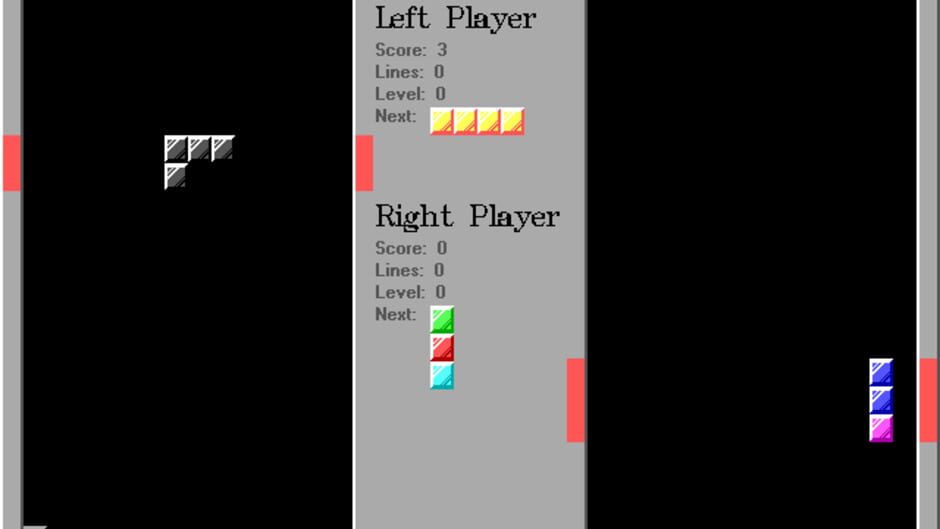 Left Player
Score: 3
Lines: 0
Level: 0
Next:
Right Player
Score: 0
Lines: 0
Level: 0
Next: